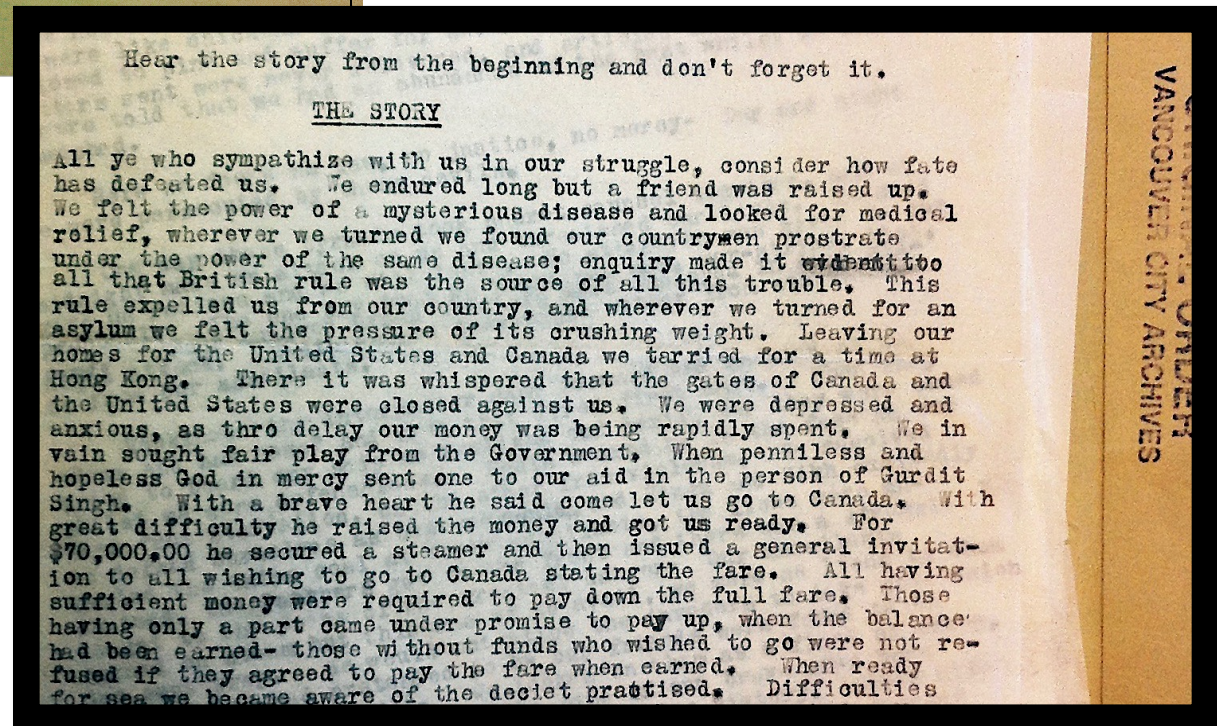 Hear the story from the beginning and don't forget it.
THE STORY
All ye who sympathize with us in our struggle, consider how fate
has defeated us. We endured long but a friend was raised up.
We felt the power of a mysterious disease and looked for medical
relief, wherever we turned we found our countrymen prostrate
under the power of the same disease; enquiry made it evident to
all that British rule was the source of all this trouble. This
rule expelled us from our country, and wherever we turned for an
asylum we felt the pressure of its crushing weight. Leaving our
homes for the United States and Canada we tarried for a time at
Hong Kong. There it was whispered that the gates of Canada and
the United States were closed against us. We were depressed and
anxious, as thro delay our money was being rapidly spent. We in
vain sought fair play from the Government. When penniless and
hopeless God in mercy sent one to our aid in the person of Gurdit
Singh. With a brave heart he said come let us go to Canada. With
great difficulty he raised the money and got us ready. For
$70,000.00 he secured a steamer and then issued a general invitat-
ion to all wishing to go to Canada stating the fare. All having
sufficient money were required to pay down the full fare. Those
having only a part came under promise to pay up, when the balance
had been earned- those without funds who wished to go were not re-
fused if they agreed to pay the fare when earned. When ready
for sea we became aware of the deciet practised. Difficulties
VANCOUVER CITY ARCHIVES